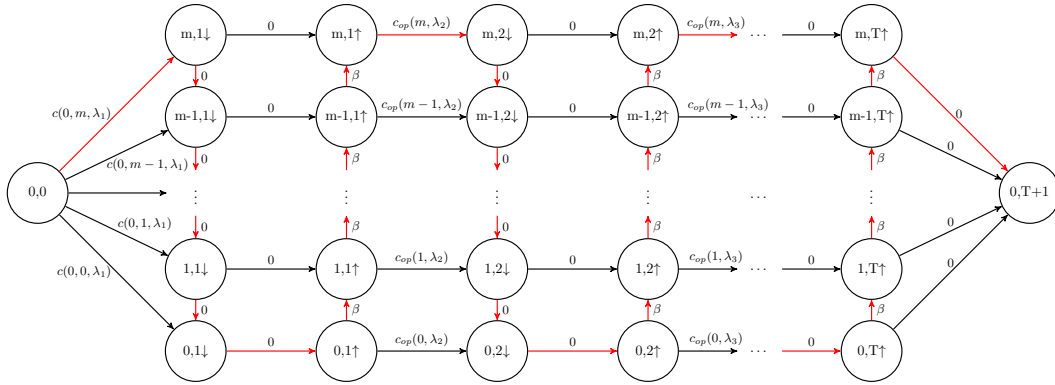 m,1↓ 0 m,1↑ c_op(m, λ_2) m,2↓ 0 m,2↑ c_op(m, λ_3) ... 0 m,T↑
c(0, m, λ_1) 0 β 0 β β 0
m-1,1↓ 0 m-1,1↑ c_op(m−1, λ_2) m-1,2↓ 0 m-1,2↑ c_op(m−1, λ_3) ... m-1,T↑
c(0, m−1, λ_1) 0 β 0 β β 0
0,0 ⋮ ⋮ ⋮ ⋮ ... ⋮ 0,T+1
c(0, 1, λ_1) 0 β 0 β β 0
1,1↓ 0 1,1↑ c_op(1, λ_2) 1,2↓ 0 1,2↑ c_op(1, λ_3) ... 1,T↑
c(0, 0, λ_1) 0 β 0 β β 0
0,1↓ 0 0,1↑ c_op(0, λ_2) 0,2↓ 0 0,2↑ c_op(0, λ_3) ... 0 0,T↑